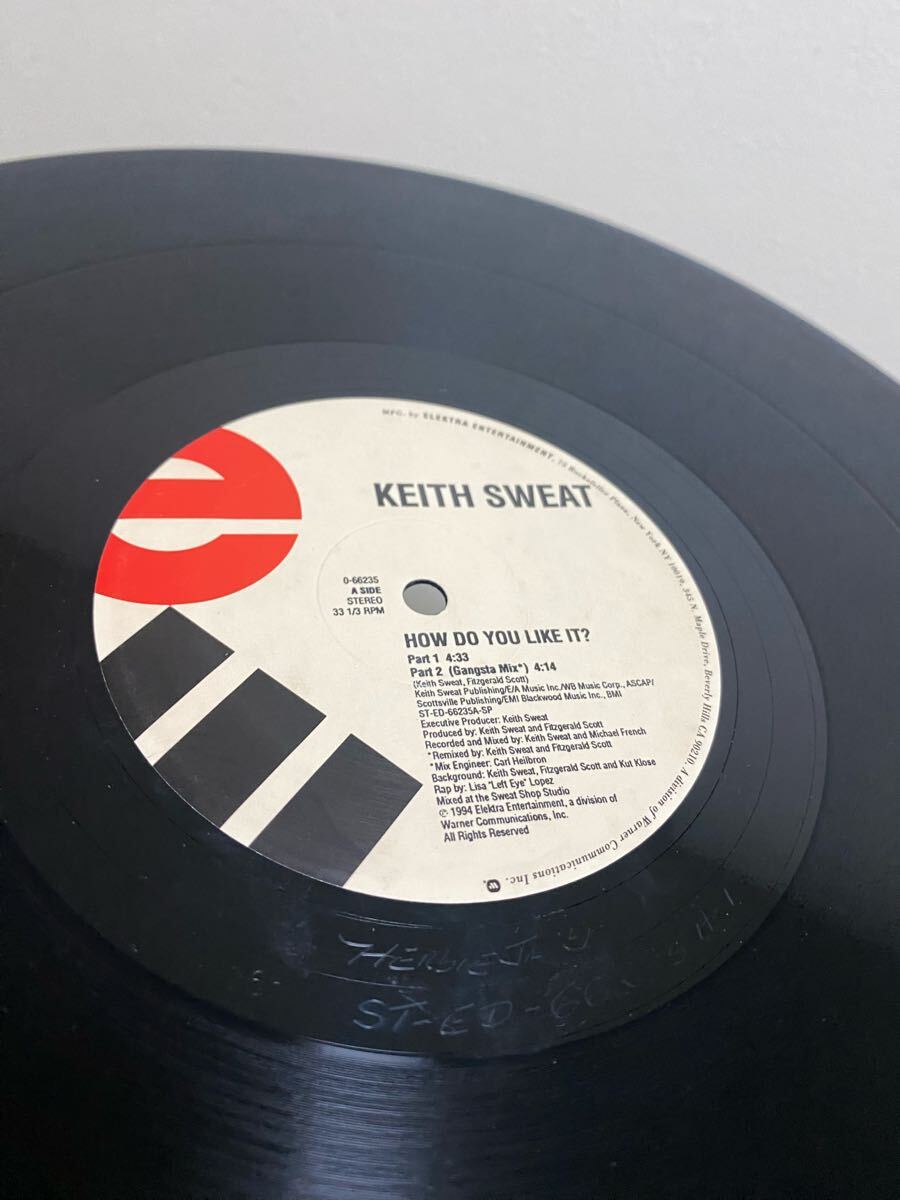 MFG. by ELEKTRA ENTERTAINMENT, 75 Rockefeller Plaza, New York NY 10019, 345 N. Maple Drive, Beverly Hills CA 90210. A division of Warner Communications Inc.
KEITH SWEAT
0-66235
A SIDE
STEREO
33 1/3 RPM
HOW DO YOU LIKE IT?
Part 1 4:33
Part 2 (Gangsta Mix*) 4:14
(Keith Sweat, Fitzgerald Scott)
Keith Sweat Publishing/E/A Music Inc./WB Music Corp., ASCAP/
Scottsville Publishing/EMI Blackwood Music Inc., BMI
ST-ED-66235A-SP
Executive Producer: Keith Sweat
Produced by: Keith Sweat and Fitzgerald Scott
Recorded and Mixed by: Keith Sweat and Michael French
*Remixed by: Keith Sweat and Fitzgerald Scott
*Mix Engineer: Carl Heilbron
Background: Keith Sweat, Fitzgerald Scott and Kut Klose
Rap by: Lisa "Left Eye" Lopez
Mixed at the Sweat Shop Studio
℗ 1994 Elektra Entertainment, a division of
Warner Communications, Inc.
All Rights Reserved
HERBIE JR
ST-ED-66